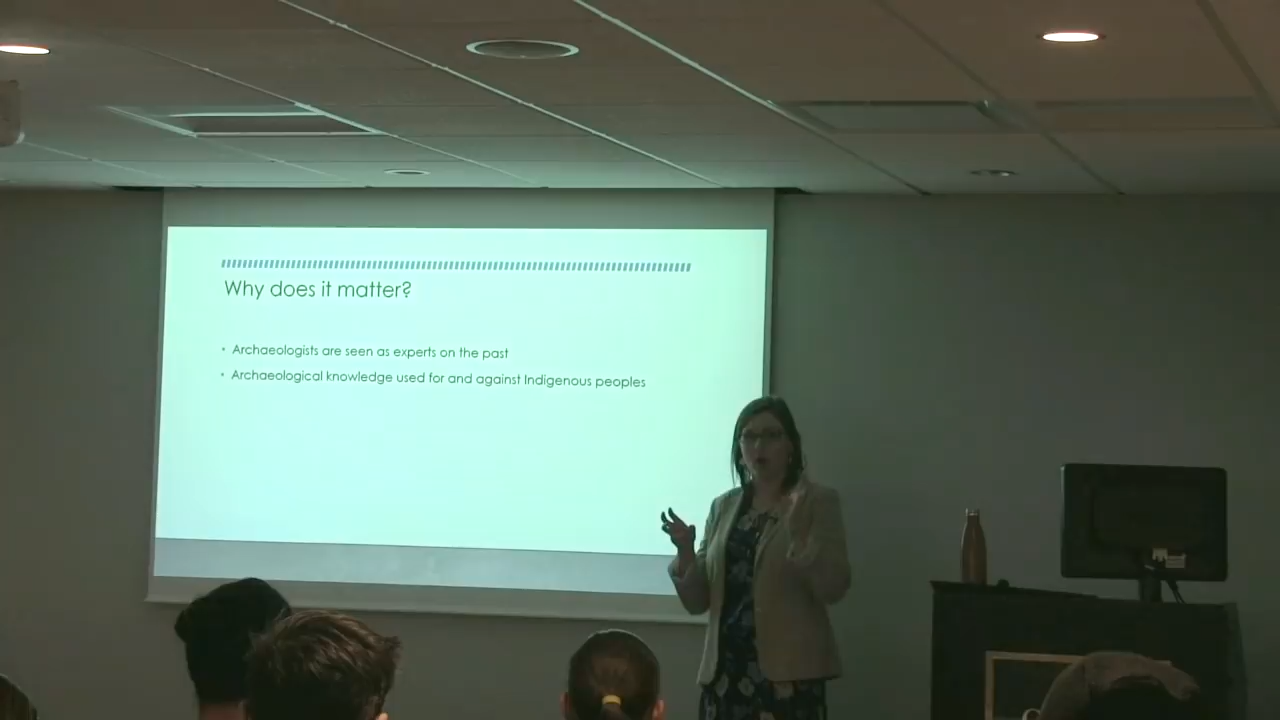 Why does it matter?
• Archaeologists are seen as experts on the past
• Archaeological knowledge used for and against Indigenous peoples